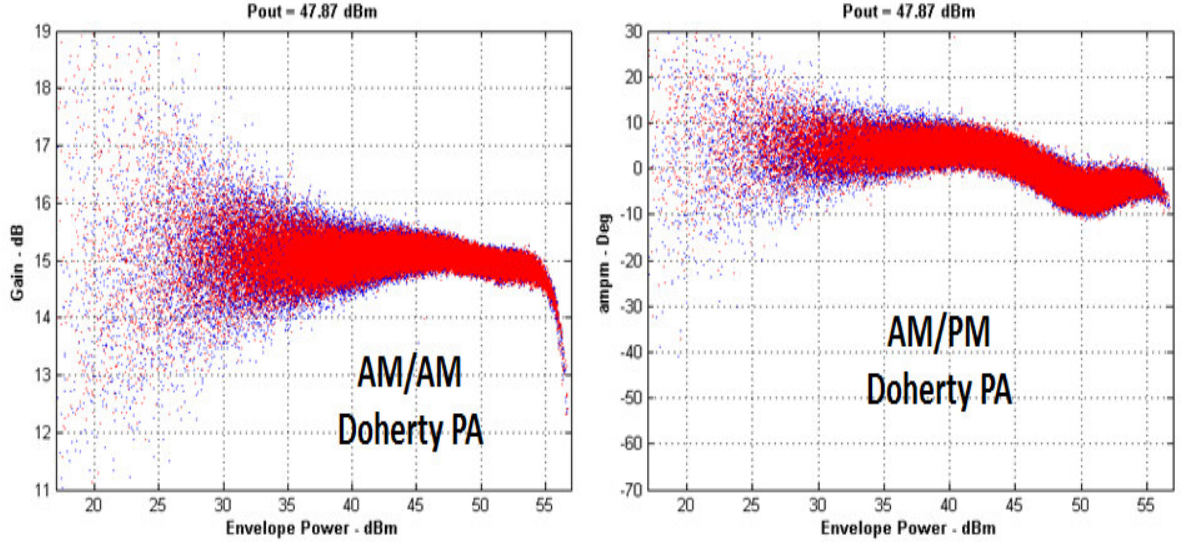 Pout = 47.87 dBm
19
18
17
16
15
14
13
12
11
Gain - dB
20 25 30 35 40 45 50 55
Envelope Power - dBm
AM/AM
Doherty PA
Pout = 47.87 dBm
30
20
10
0
-10
-20
-30
-40
-50
-60
-70
ampm - Deg
20 25 30 35 40 45 50 55
Envelope Power - dBm
AM/PM
Doherty PA